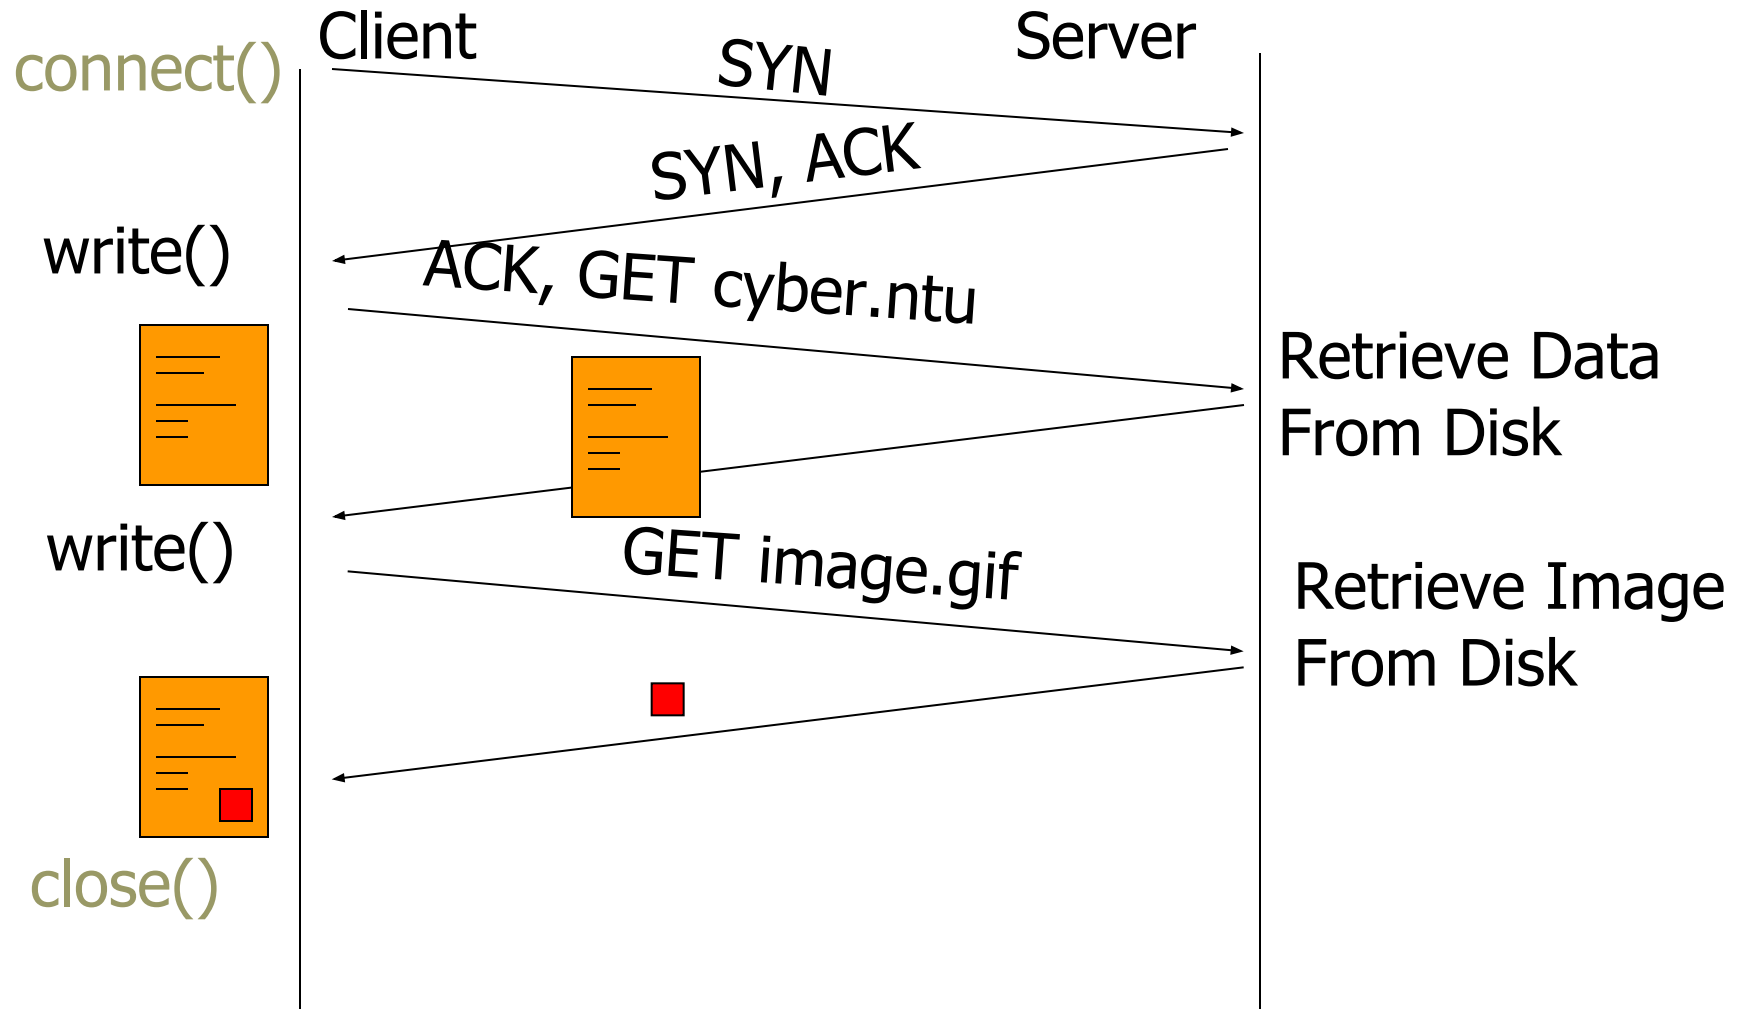 Client
Server
connect()
SYN
SYN, ACK
write()
ACK, GET cyber.ntu
Retrieve Data
From Disk
write()
GET image.gif
Retrieve Image
From Disk
close()